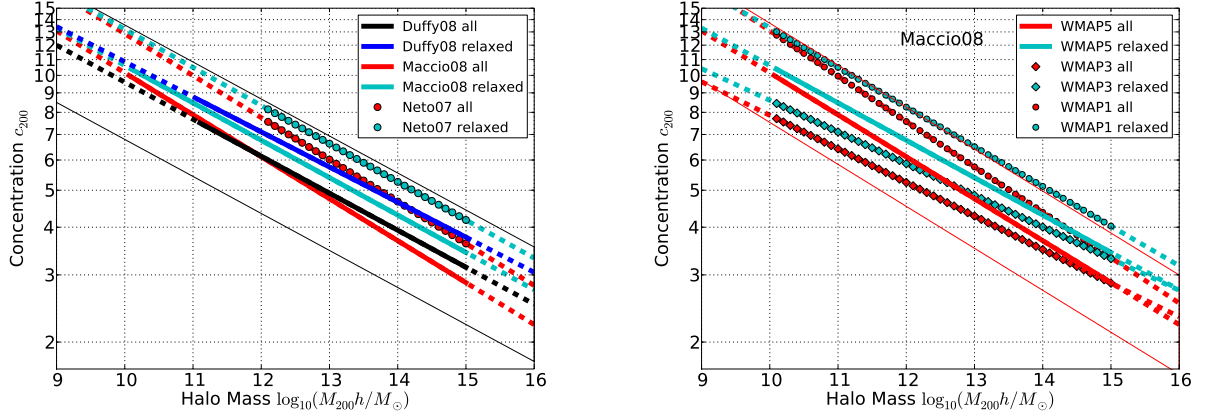 15
14
13
12
11
10
9
8
7
6
5
4
3
2
Concentration c₂₀₀
9 10 11 12 13 14 15 16
Halo Mass log₁₀(M₂₀₀h/M☉)
Duffy08 all
Duffy08 relaxed
Maccio08 all
Maccio08 relaxed
Neto07 all
Neto07 relaxed
15
14
13
12
11
10
9
8
7
6
5
4
3
2
Concentration c₂₀₀
9 10 11 12 13 14 15 16
Halo Mass log₁₀(M₂₀₀h/M☉)
Maccio08
WMAP5 all
WMAP5 relaxed
WMAP3 all
WMAP3 relaxed
WMAP1 all
WMAP1 relaxed